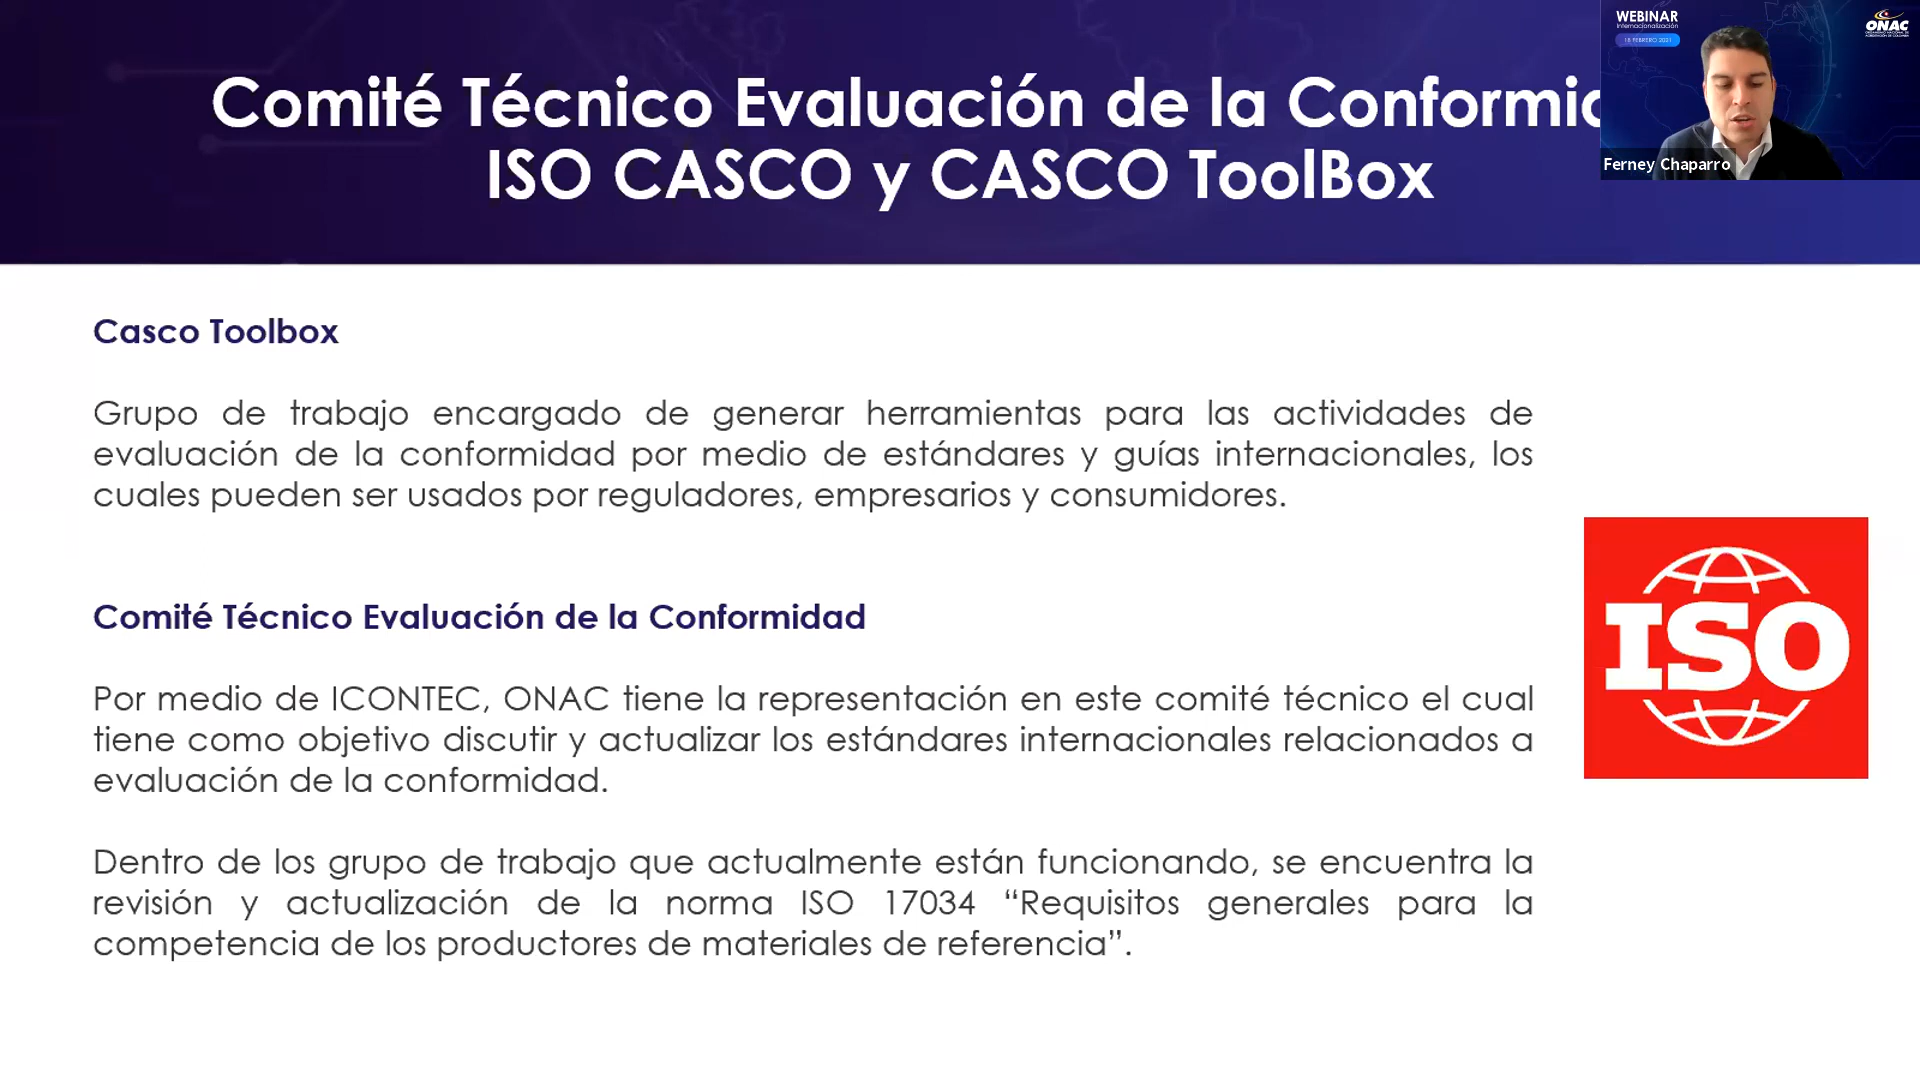 Comité Técnico Evaluación de la Conformi
ISO CASCO y CASCO ToolBox
WEBINAR
Internacionalización
18 FEBRERO 2021
ONAC
Ferney Chaparro
Casco Toolbox
Grupo de trabajo encargado de generar herramientas para las actividades de
evaluación de la conformidad por medio de estándares y guías internacionales, los
cuales pueden ser usados por reguladores, empresarios y consumidores.
Comité Técnico Evaluación de la Conformidad
Por medio de ICONTEC, ONAC tiene la representación en este comité técnico el cual
tiene como objetivo discutir y actualizar los estándares internacionales relacionados a
evaluación de la conformidad.
Dentro de los grupo de trabajo que actualmente están funcionando, se encuentra la
revisión y actualización de la norma ISO 17034 “Requisitos generales para la
competencia de los productores de materiales de referencia”.
ISO